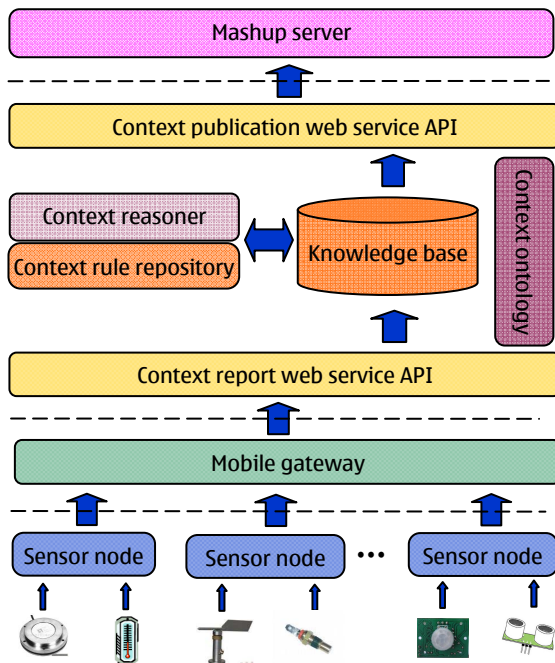 Mashup server
Context publication web service API
Context reasoner
Context rule repository
Knowledge base
Context ontology
Context report web service API
Mobile gateway
Sensor node
Sensor node
•••
Sensor node